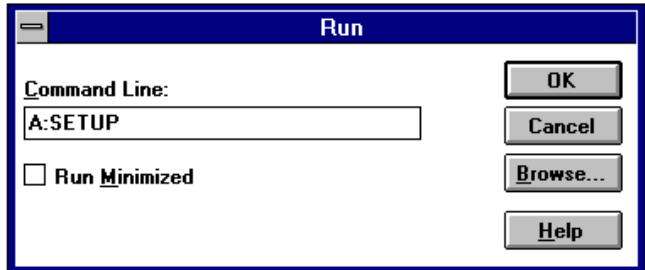 Run
Command Line:
A:SETUP
Run Minimized
OK
Cancel
Browse...
Help